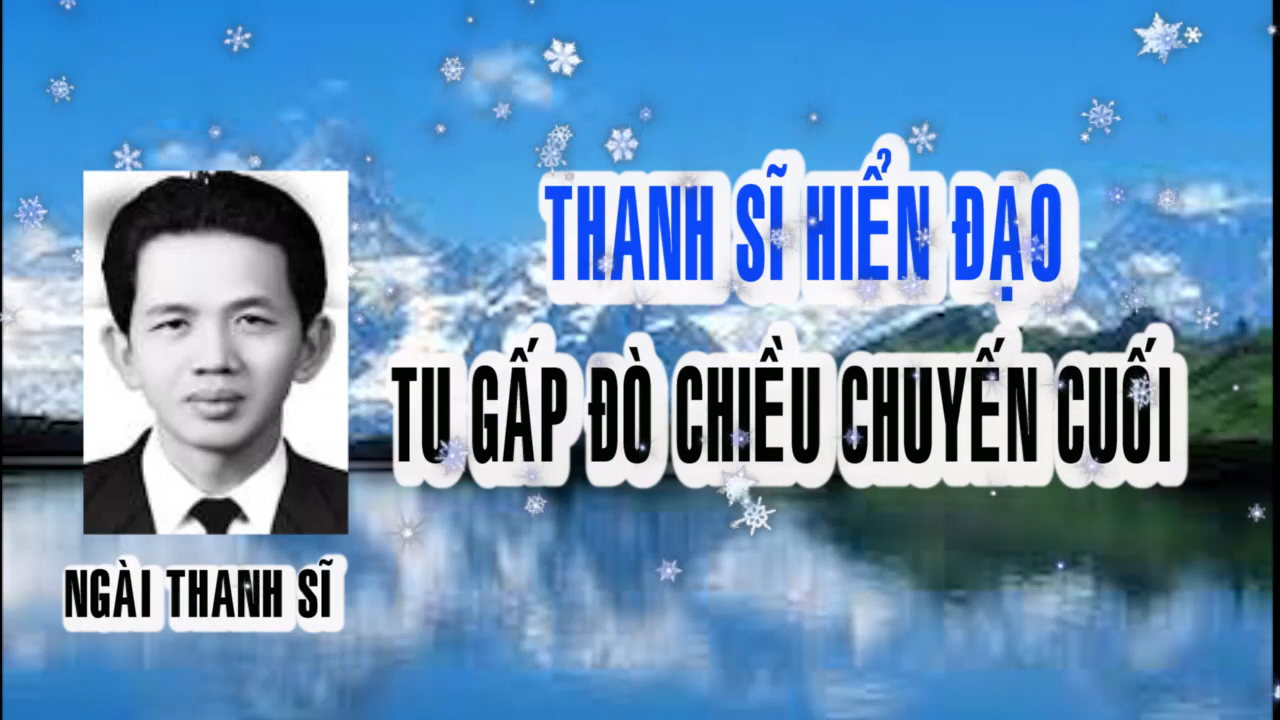 THANH SĨ HIỂN ĐẠO
TU GẤP ĐÒ CHIỀU CHUYẾN CUỐI
NGÀI THANH SĨ